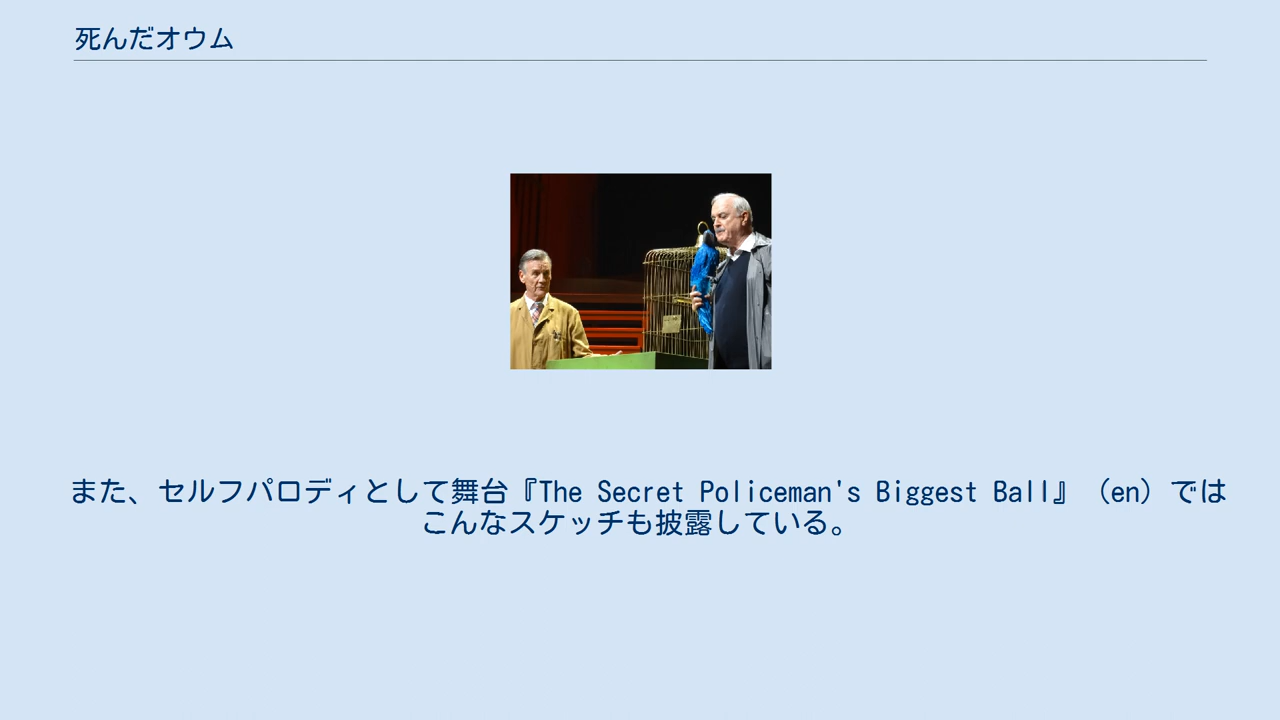 死んだオウム
また、セルフパロディとして舞台『The Secret Policeman's Biggest Ball』（en）では
こんなスケッチも披露している。